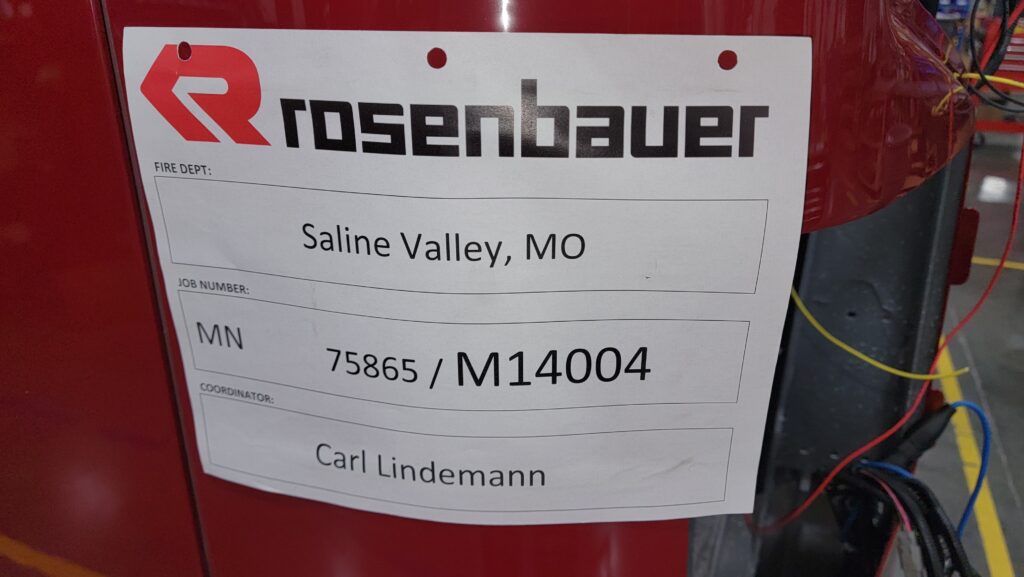 rosenbauer
FIRE DEPT:
Saline Valley, MO
JOB NUMBER:
MN 75865 / M14004
COORDINATOR:
Carl Lindemann